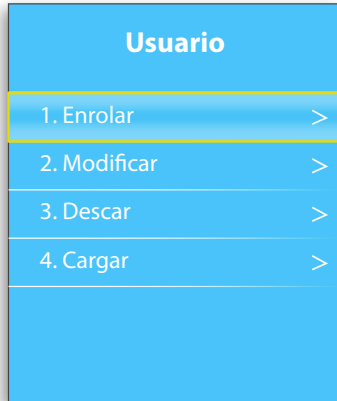 Usuario
1. Enrolar >
2. Modificar >
3. Descar >
4. Cargar >